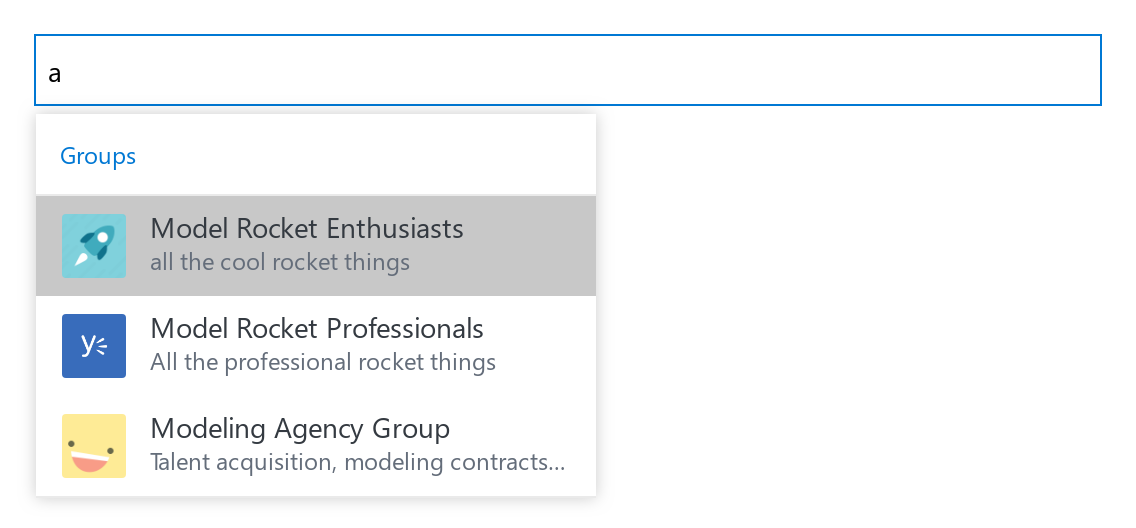 a
Groups
Model Rocket Enthusiasts
all the cool rocket things
y
Model Rocket Professionals
All the professional rocket things
Modeling Agency Group
Talent acquisition, modeling contracts...